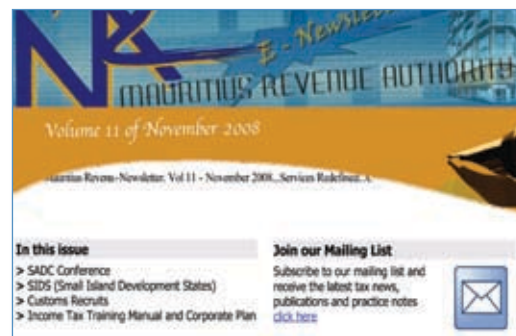 E - Newsletter
MAURITIUS REVENUE AUTHORITY
Volume 11 of November 2008
Revenu-Newsletter. Vol 11 - November 2008...Services Redefined.
In this issue
> SADC Conference
> SIDS (Small Island Development States)
> Customs Recruits
> Income Tax Training Manual and Corporate Plan
Join our Mailing List
Subscribe to our mailing list and
receive the latest tax news,
publications and practice notes
click here